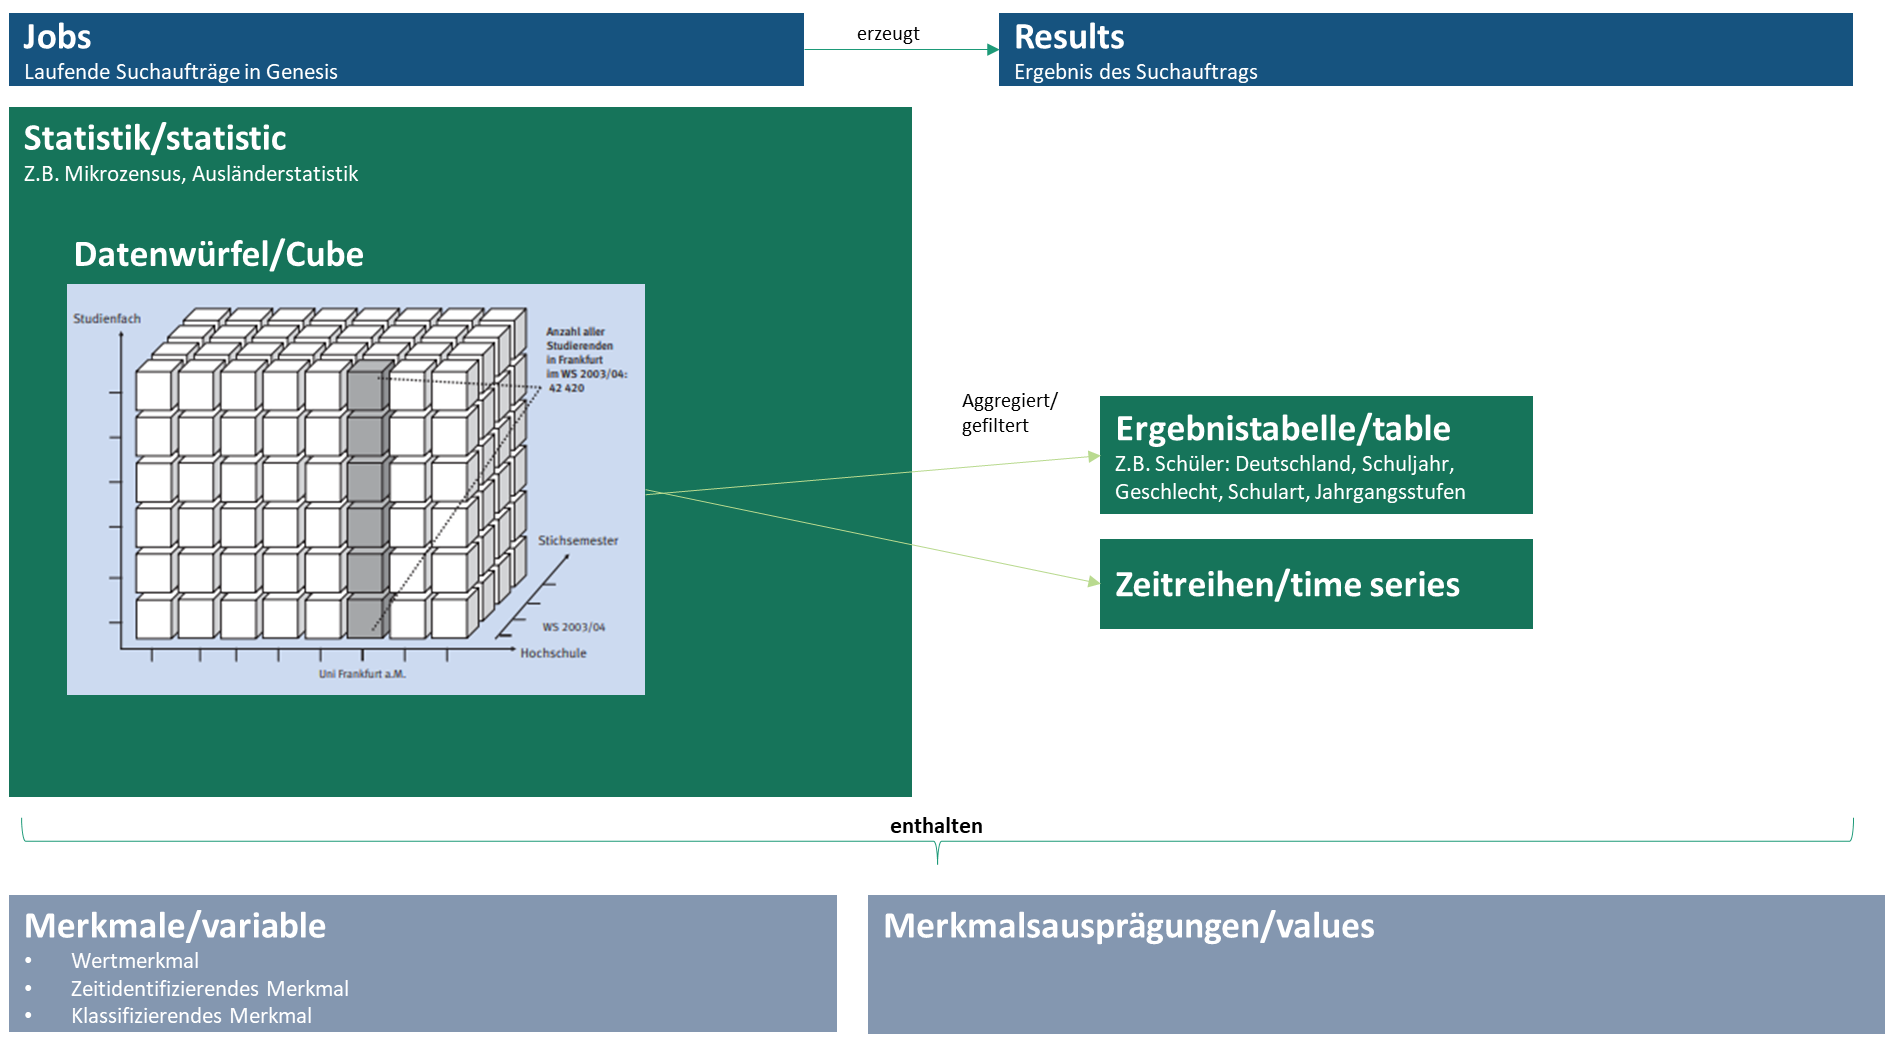 Jobs
Laufende Suchaufträge in Genesis
erzeugt
Results
Ergebnis des Suchauftrags
Statistik/statistic
Z.B. Mikrozensus, Ausländerstatistik
Datenwürfel/Cube
Studienfach
Anzahl aller
Studierenden
in Frankfurt
im WS 2003/04:
42 420
Stichsemester
WS 2003/04
Hochschule
Uni Frankfurt a.M.
Aggregiert/
gefiltert
Ergebnistabelle/table
Z.B. Schüler: Deutschland, Schuljahr,
Geschlecht, Schulart, Jahrgangsstufen
Zeitreihen/time series
enthalten
Merkmale/variable
• Wertmerkmal
• Zeitidentifizierendes Merkmal
• Klassifizierendes Merkmal
Merkmalsausprägungen/values